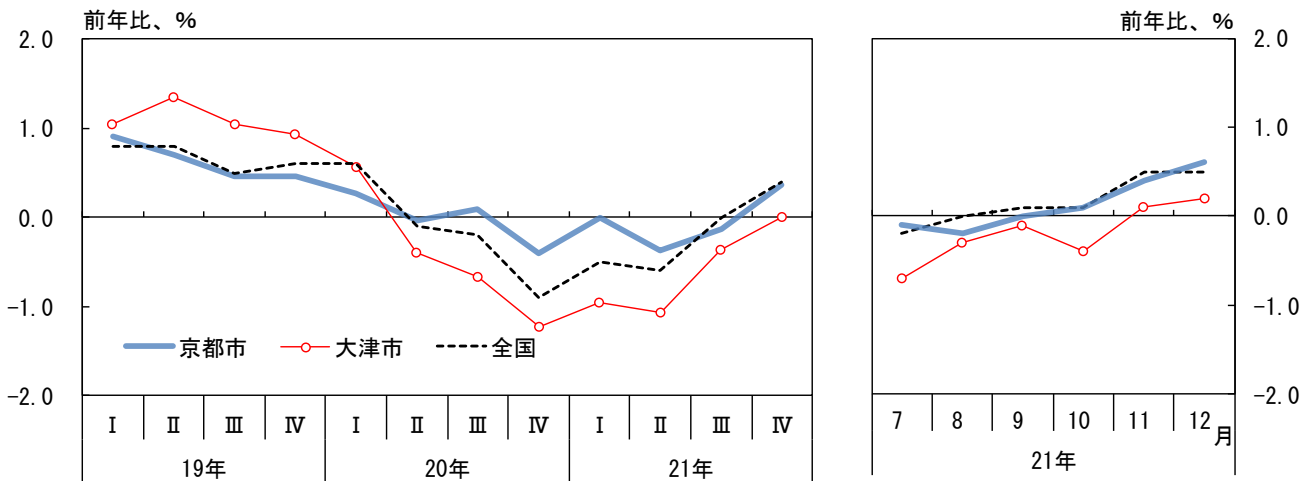 前年比、%
2.0
1.0
0.0
-1.0
-2.0
京都市 大津市 全国
Ⅰ Ⅱ Ⅲ Ⅳ Ⅰ Ⅱ Ⅲ Ⅳ Ⅰ Ⅱ Ⅲ Ⅳ
19年 20年 21年
前年比、%
2.0
1.0
0.0
-1.0
-2.0
7 8 9 10 11 12
月
21年